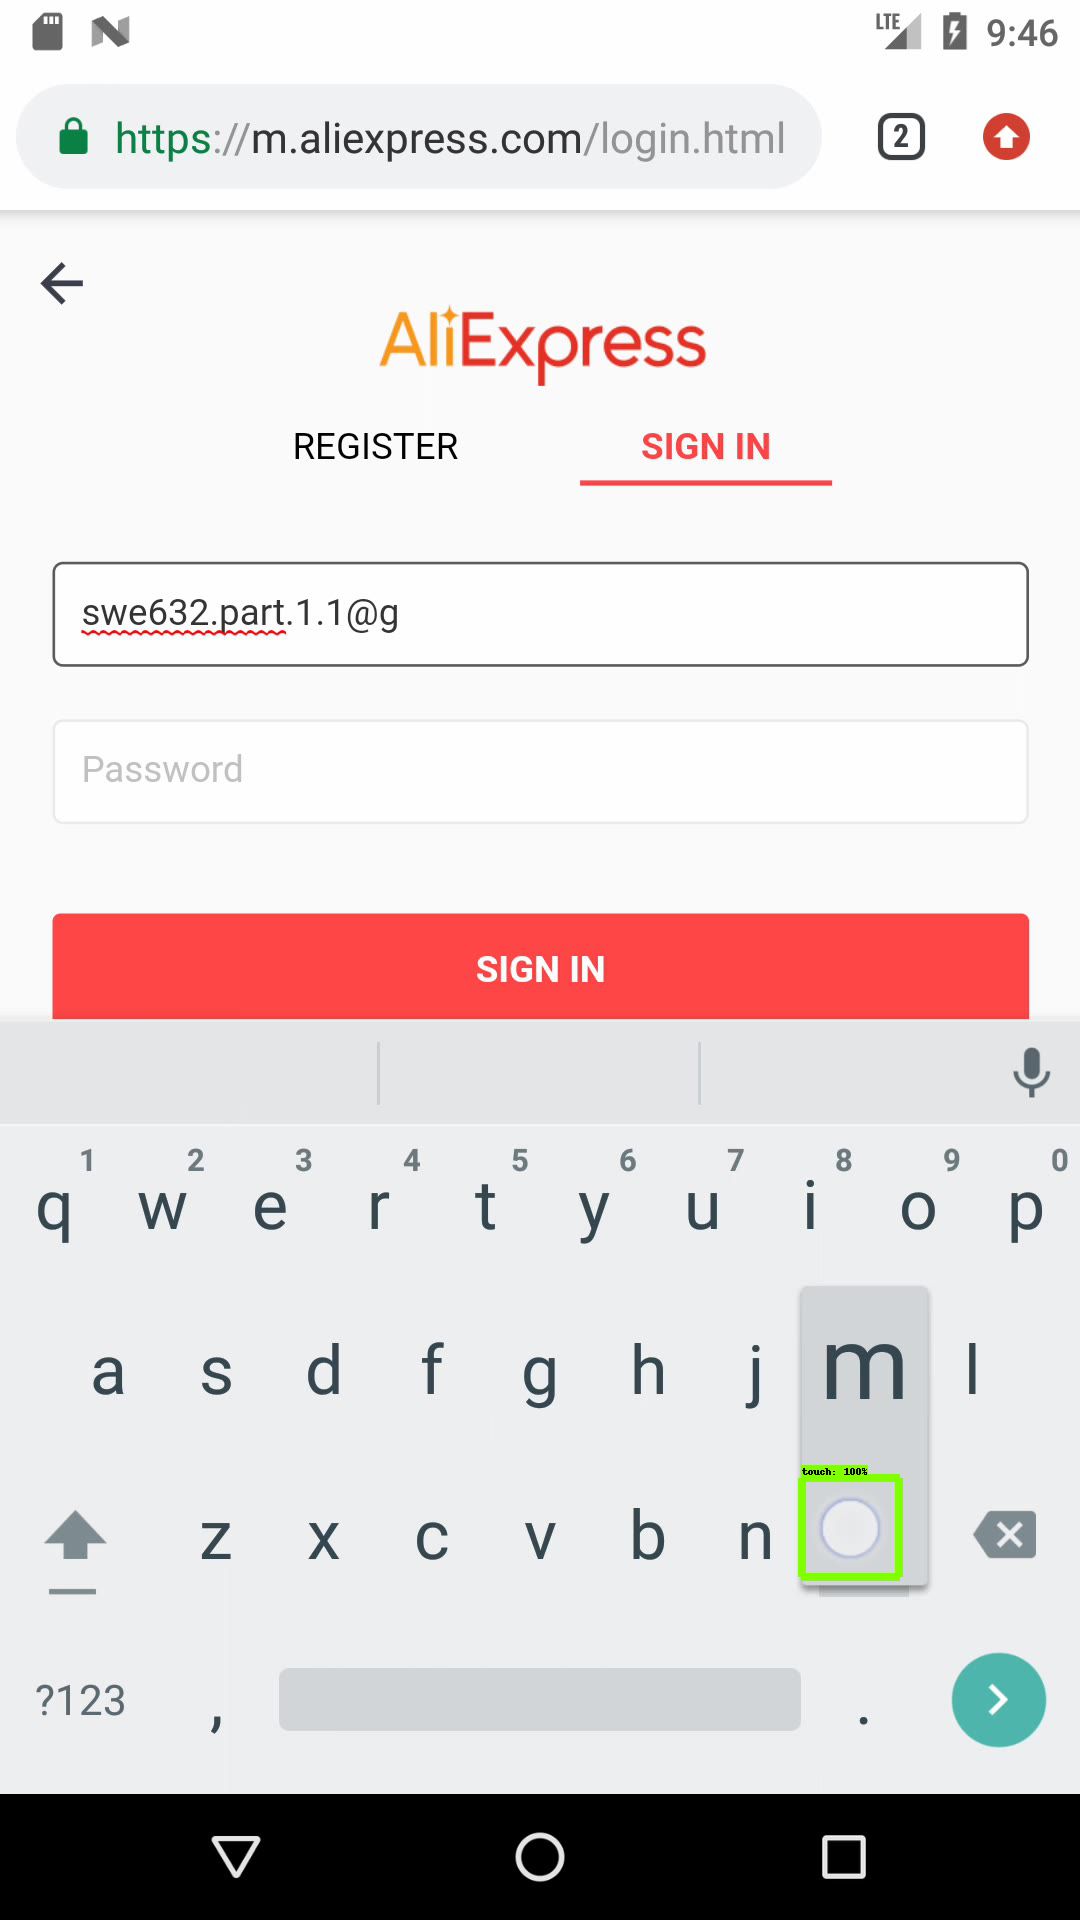 LTE 9:46
https://m.aliexpress.com/login.html 2
AliExpress
REGISTER SIGN IN
swe632.part.1.1@g
Password
SIGN IN
1 2 3 4 5 6 7 8 9 0
q w e r t y u i o p
a s d f g h j m l
touch: 100%
z x c v b n
?123 , .